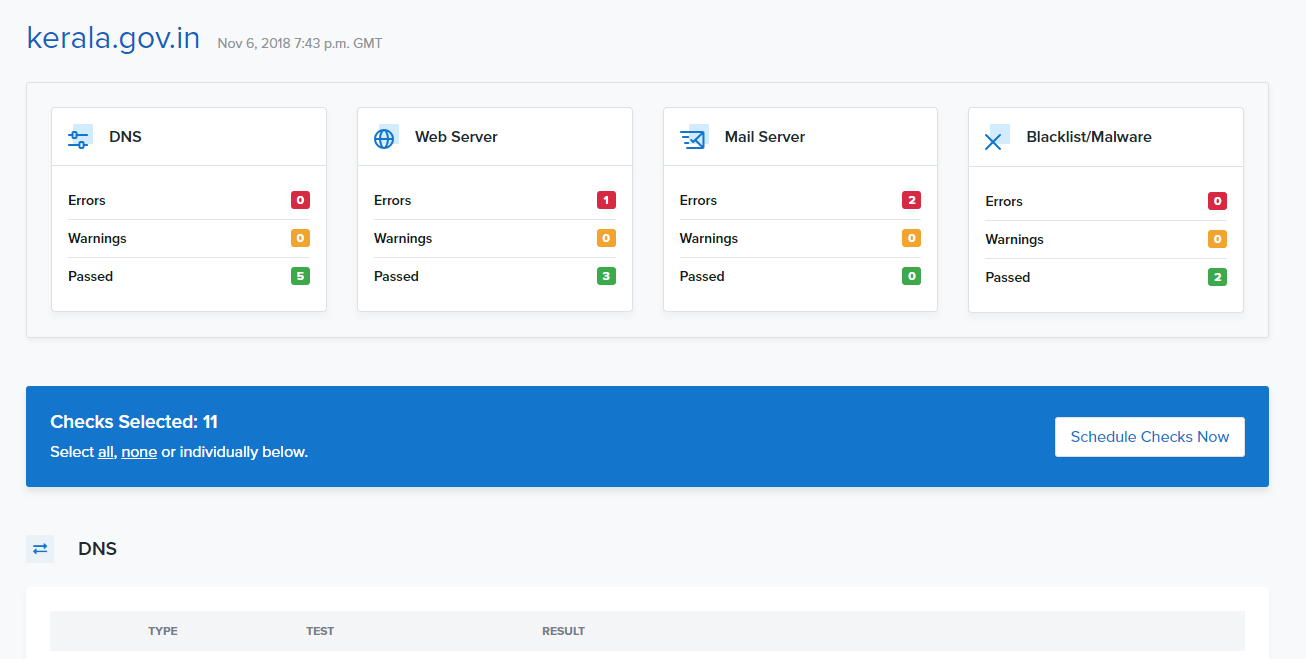 kerala.gov.in Nov 6, 2018 7:43 p.m. GMT
DNS
Errors 0
Warnings 0
Passed 5
Web Server
Errors 1
Warnings 0
Passed 3
Mail Server
Errors 2
Warnings 0
Passed 0
Blacklist/Malware
Errors 0
Warnings 0
Passed 2
Checks Selected: 11
Select all, none or individually below.
Schedule Checks Now
DNS
TYPE TEST RESULT